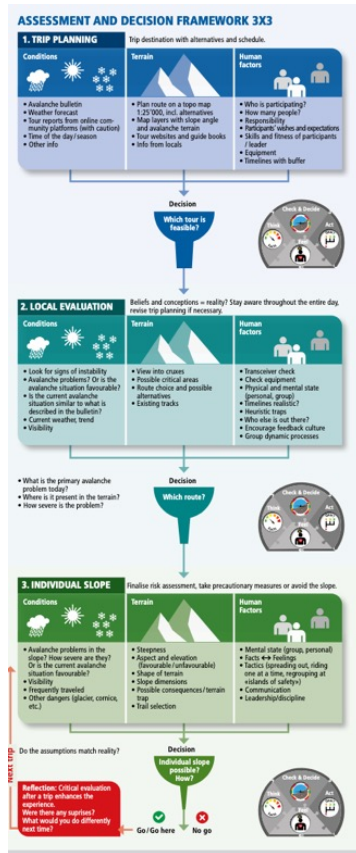 ASSESSMENT AND DECISION FRAMEWORK 3X3
1. TRIP PLANNING
Trip destination with alternatives and schedule.
Conditions
• Avalanche bulletin
• Weather forecast
• Tour reports from online com-
munity platforms (with caution)
• Time of the day/season
• Other info
Terrain
• Plan route on a topo map
1:25'000, incl. alternatives
• Map layers with slope angle
and avalanche terrain
• Tour websites and guide books
• Info from locals
Human
factors
• Who is participating?
• How many people?
• Responsibility
• Participants' wishes and expectations
• Skills and fitness of participants
/ leader
• Equipment
• Timelines with buffer
Decision
Which tour is
feasible?
Check & Decide
Think
Act
Feel
2. LOCAL EVALUATION
Beliefs and conceptions = reality? Stay aware throughout the entire day,
revise trip planning if necessary.
Conditions
• Look for signs of instability
• Avalanche problems? Or is the
avalanche situation favourable?
• Is the current avalanche
situation similar to what is
described in the bulletin?
• Current weather, trend
• Visibility
Terrain
• View into cruxes
• Possible critical areas
• Route choice and possible
alternatives
• Existing tracks
Human
factors
• Transceiver check
• Check equipment
• Physical and mental state
(personal, group)
• Timelines realistic?
• Heuristic traps
• Who else is out there?
• Encourage feedback culture
• Group dynamic processes
• What is the primary avalanche
problem today?
• Where is it present in the terrain?
• How severe is the problem?
Decision
Which route?
Check & Decide
Think
Act
Feel
3. INDIVIDUAL SLOPE
Finalise risk assessment, take precautionary measures or avoid the slope.
Conditions
• Avalanche problems in the
slope? How severe are they?
Or is the current avalanche
situation favourable?
• Visibility
• Frequently traveled
• Other dangers (glacier, cornice,
etc.)
Terrain
• Steepness
• Aspect and elevation
(favourable/unfavourable)
• Shape of terrain
• Slope dimensions
• Possible consequences/terrain
trap
• Trail selection
Human
factors
• Mental state (group, personal)
• Facts ↔ Feelings
• Tactics (spreading out, riding
one at a time, regrouping at
«islands of safety»)
• Communication
• Leadership/discipline
Next trip
Do the assumptions match reality?
Decision
Individual slope
possible?
How?
Reflection: Critical evaluation
after a trip enhances the
experience.
Were there any suprises?
What would you do differently
next time?
Go/Go here
No go
Check & Decide
Think
Act
Feel